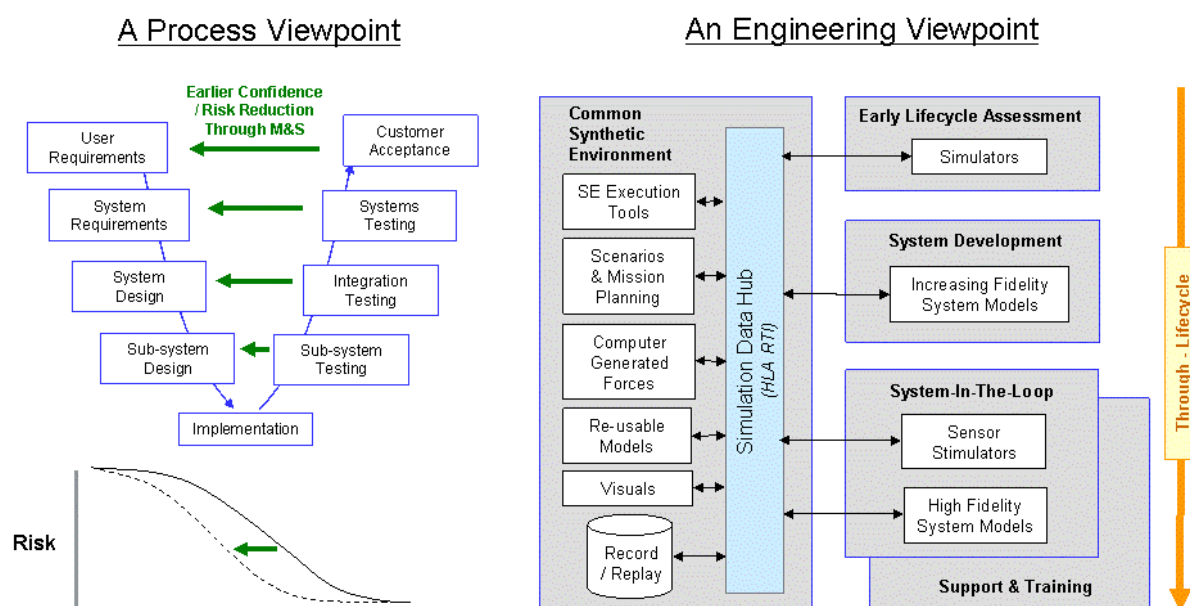 A Process Viewpoint
Earlier Confidence
/ Risk Reduction
Through M&S
User
Requirements
Customer
Acceptance
System
Requirements
Systems
Testing
System
Design
Integration
Testing
Sub-system
Design
Sub-system
Testing
Implementation
Risk
An Engineering Viewpoint
Common
Synthetic
Environment
SE Execution
Tools
Scenarios
& Mission
Planning
Computer
Generated
Forces
Re-usable
Models
Visuals
Record
/ Replay
Simulation Data Hub
(HLA RTI)
Early Lifecycle Assessment
Simulators
System Development
Increasing Fidelity
System Models
System-In-The-Loop
Sensor
Stimulators
High Fidelity
System Models
Support & Training
Through - Lifecycle